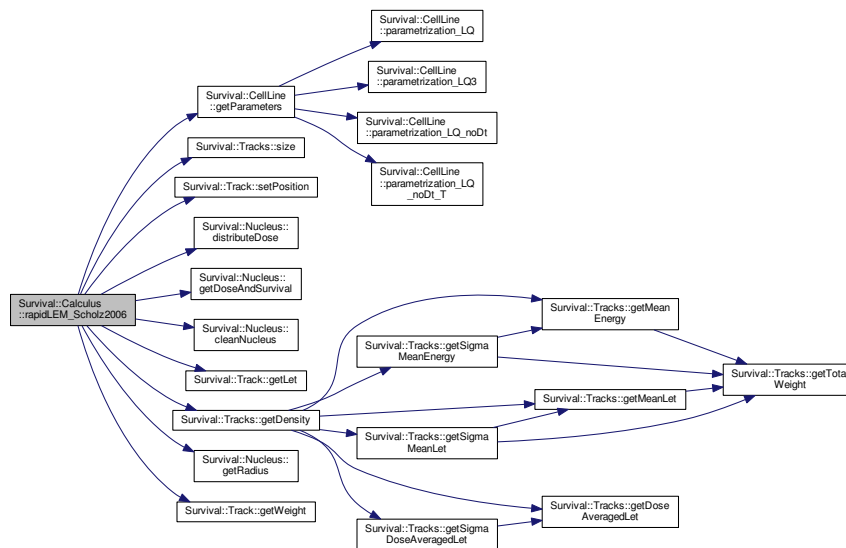 Survival::CellLine
::parametrization_LQ
Survival::CellLine
::parametrization_LQ3
Survival::CellLine
::getParameters
Survival::CellLine
::parametrization_LQ_noDt
Survival::Tracks::size
Survival::CellLine
::parametrization_LQ
_noDt_T
Survival::Track::setPosition
Survival::Nucleus::
distributeDose
Survival::Nucleus::
getDoseAndSurvival
Survival::Calculus
::rapidLEM_Scholz2006
Survival::Tracks::getMean
Energy
Survival::Nucleus::
cleanNucleus
Survival::Tracks::getSigma
MeanEnergy
Survival::Track::getLet
Survival::Tracks::getTotal
Weight
Survival::Tracks::getMeanLet
Survival::Tracks::getDensity
Survival::Tracks::getSigma
MeanLet
Survival::Nucleus::
getRadius
Survival::Track::getWeight
Survival::Tracks::getDose
AveragedLet
Survival::Tracks::getSigma
DoseAveragedLet